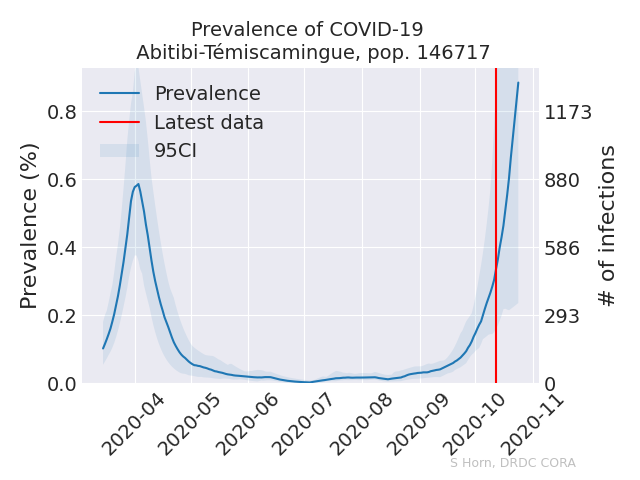 Prevalence of COVID-19
Abitibi-Témiscamingue, pop. 146717
Prevalence
Latest data
95CI
Prevalence (%)
0.8
0.6
0.4
0.2
0.0
1173
880
586
293
0
# of infections
2020-04
2020-05
2020-06
2020-07
2020-08
2020-09
2020-10
2020-11
S Horn, DRDC CORA